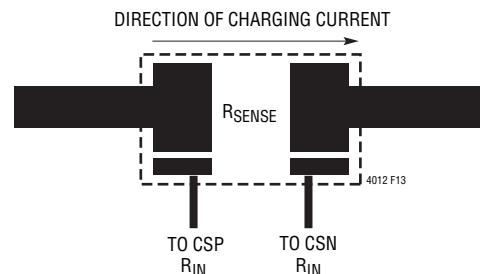 DIRECTION OF CHARGING CURRENT
RSENSE
4012 F13
TO CSP
RIN
TO CSN
RIN